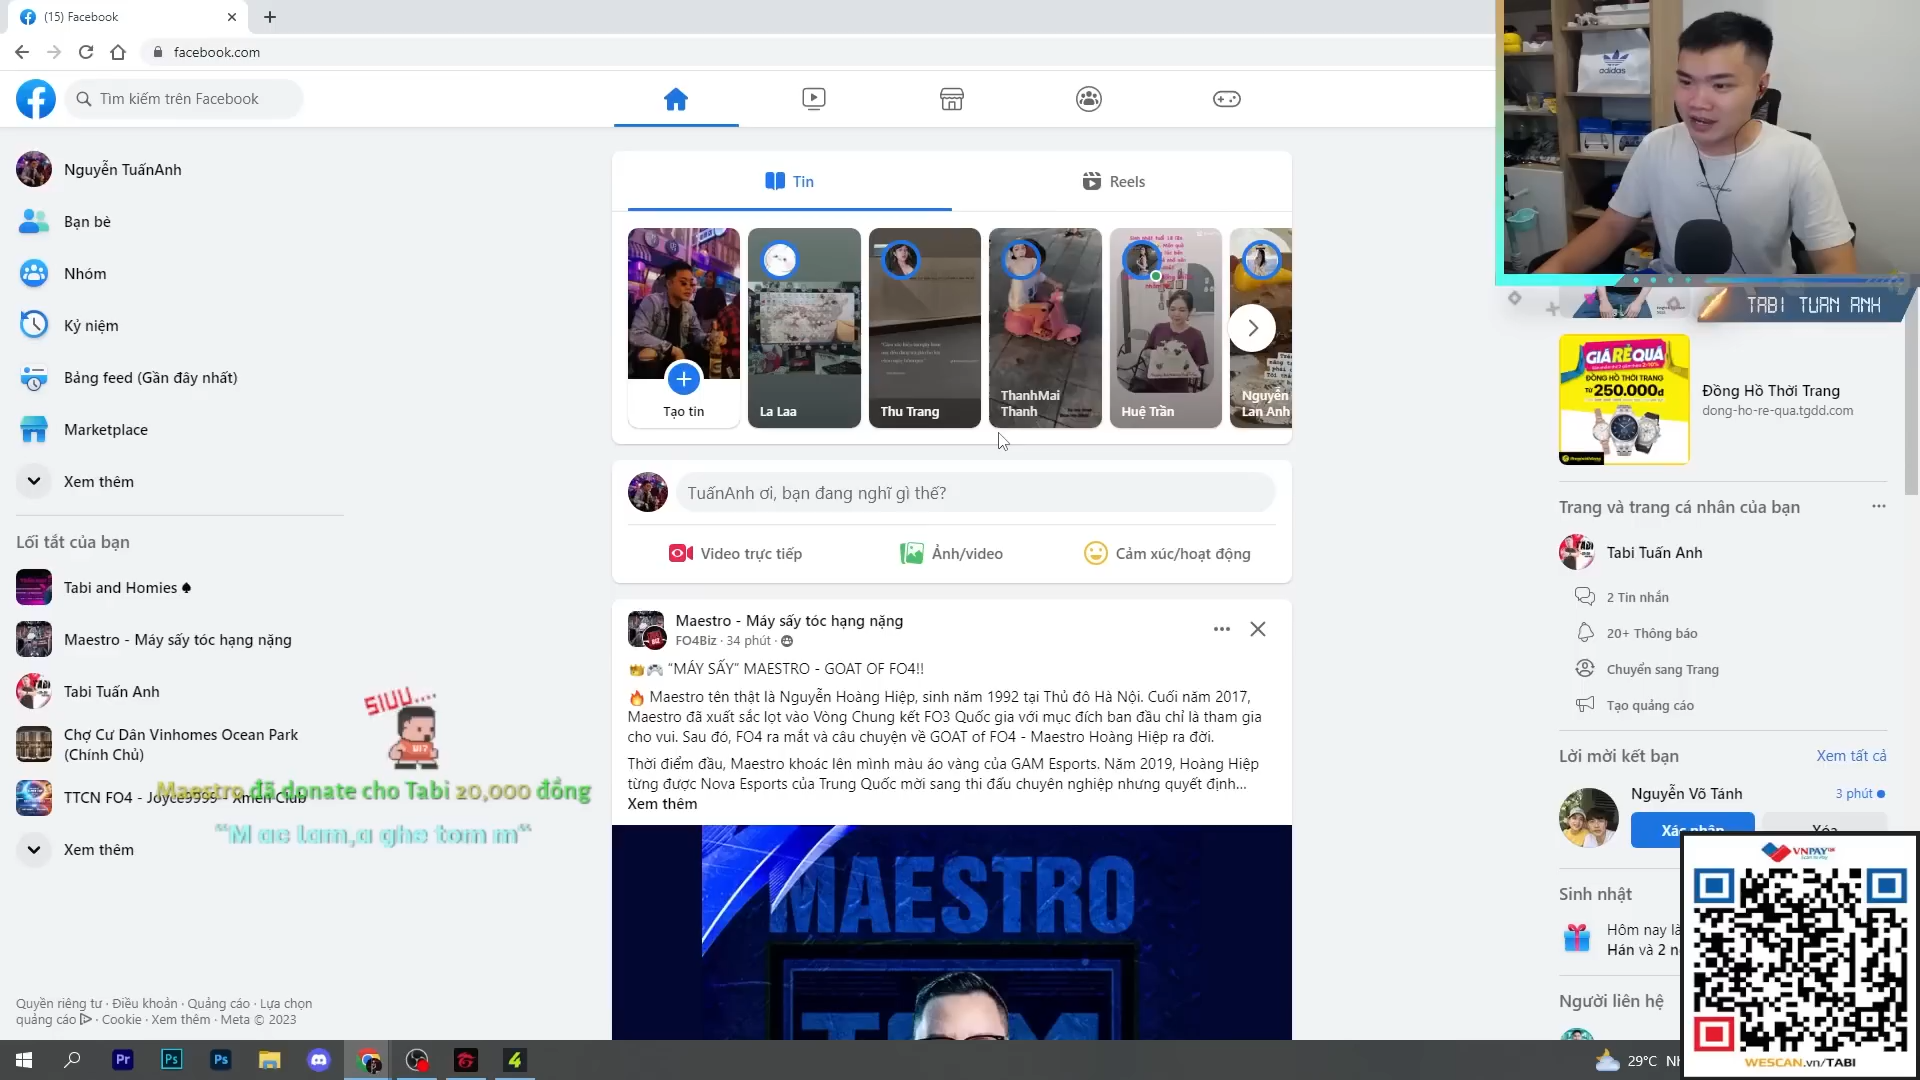 (15) Facebook
facebook.com
Tìm kiếm trên Facebook
Nguyễn TuấnAnh
Bạn bè
Nhóm
Kỷ niệm
Bảng feed (Gần đây nhất)
Marketplace
Xem thêm
Lối tắt của bạn
Tabi and Homies ♠
Maestro - Máy sấy tóc hạng nặng
Tabi Tuấn Anh
Chợ Cư Dân Vinhomes Ocean Park
(Chính Chủ)
TTCN FO4 - Joyce9999 - Xmen Club
Xem thêm
SIUU....
Maestro đã donate cho Tabi 20,000 đồng
"M ac lam,a ghe tom m"
Quyền riêng tư · Điều khoản · Quảng cáo · Lựa chọn
quảng cáo · Cookie · Xem thêm · Meta © 2023
Tin
Reels
Tạo tin
La Laa
Thu Trang
ThanhMai
Thanh
Huệ Trần
Nguyễn
Lan Anh
TuấnAnh ơi, bạn đang nghĩ gì thế?
Video trực tiếp
Ảnh/video
Cảm xúc/hoạt động
Maestro - Máy sấy tóc hạng nặng
FO4Biz · 34 phút ·
👑🎮 "MÁY SẤY" MAESTRO - GOAT OF FO4!!
🔥 Maestro tên thật là Nguyễn Hoàng Hiệp, sinh năm 1992 tại Thủ đô Hà Nội. Cuối năm 2017,
Maestro đã xuất sắc lọt vào Vòng Chung kết FO3 Quốc gia với mục đích ban đầu chỉ là tham gia
cho vui. Sau đó, FO4 ra mắt và câu chuyện về GOAT of FO4 - Maestro Hoàng Hiệp ra đời.
Thời điểm đầu, Maestro khoác lên mình màu áo vàng của GAM Esports. Năm 2019, Hoàng Hiệp
từng được Nova Esports của Trung Quốc mời sang thi đấu chuyên nghiệp nhưng quyết định...
Xem thêm
MAESTRO
adidas
TABI TUAN ANH
GIÁ RẺ QUÁ
ĐỒNG HỒ THỜI TRANG
TỪ 250.000đ
Đồng Hồ Thời Trang
dong-ho-re-qua.tgdd.com
Trang và trang cá nhân của bạn
Tabi Tuấn Anh
2 Tin nhắn
20+ Thông báo
Chuyển sang Trang
Tạo quảng cáo
Lời mời kết bạn
Xem tất cả
Nguyễn Võ Tánh
3 phút
Xác nhận
Xóa
Sinh nhật
Hôm nay là
Hán và 2 n
Người liên hệ
VNPAY
WESCAN.vn/TABI
Pr
Ps
Ps
4
29°C